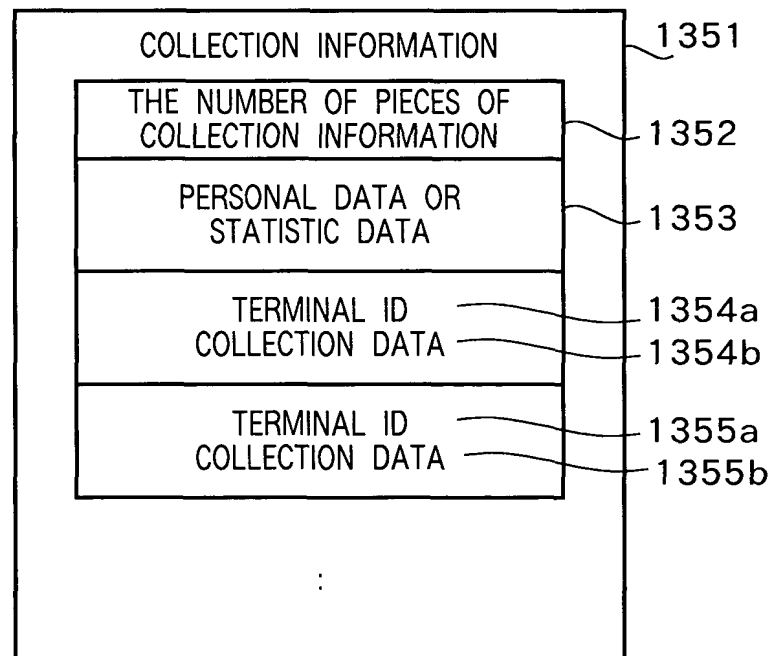 COLLECTION INFORMATION 1351
THE NUMBER OF PIECES OF
COLLECTION INFORMATION 1352
PERSONAL DATA OR
STATISTIC DATA 1353
TERMINAL ID 1354a
COLLECTION DATA 1354b
TERMINAL ID 1355a
COLLECTION DATA 1355b
: